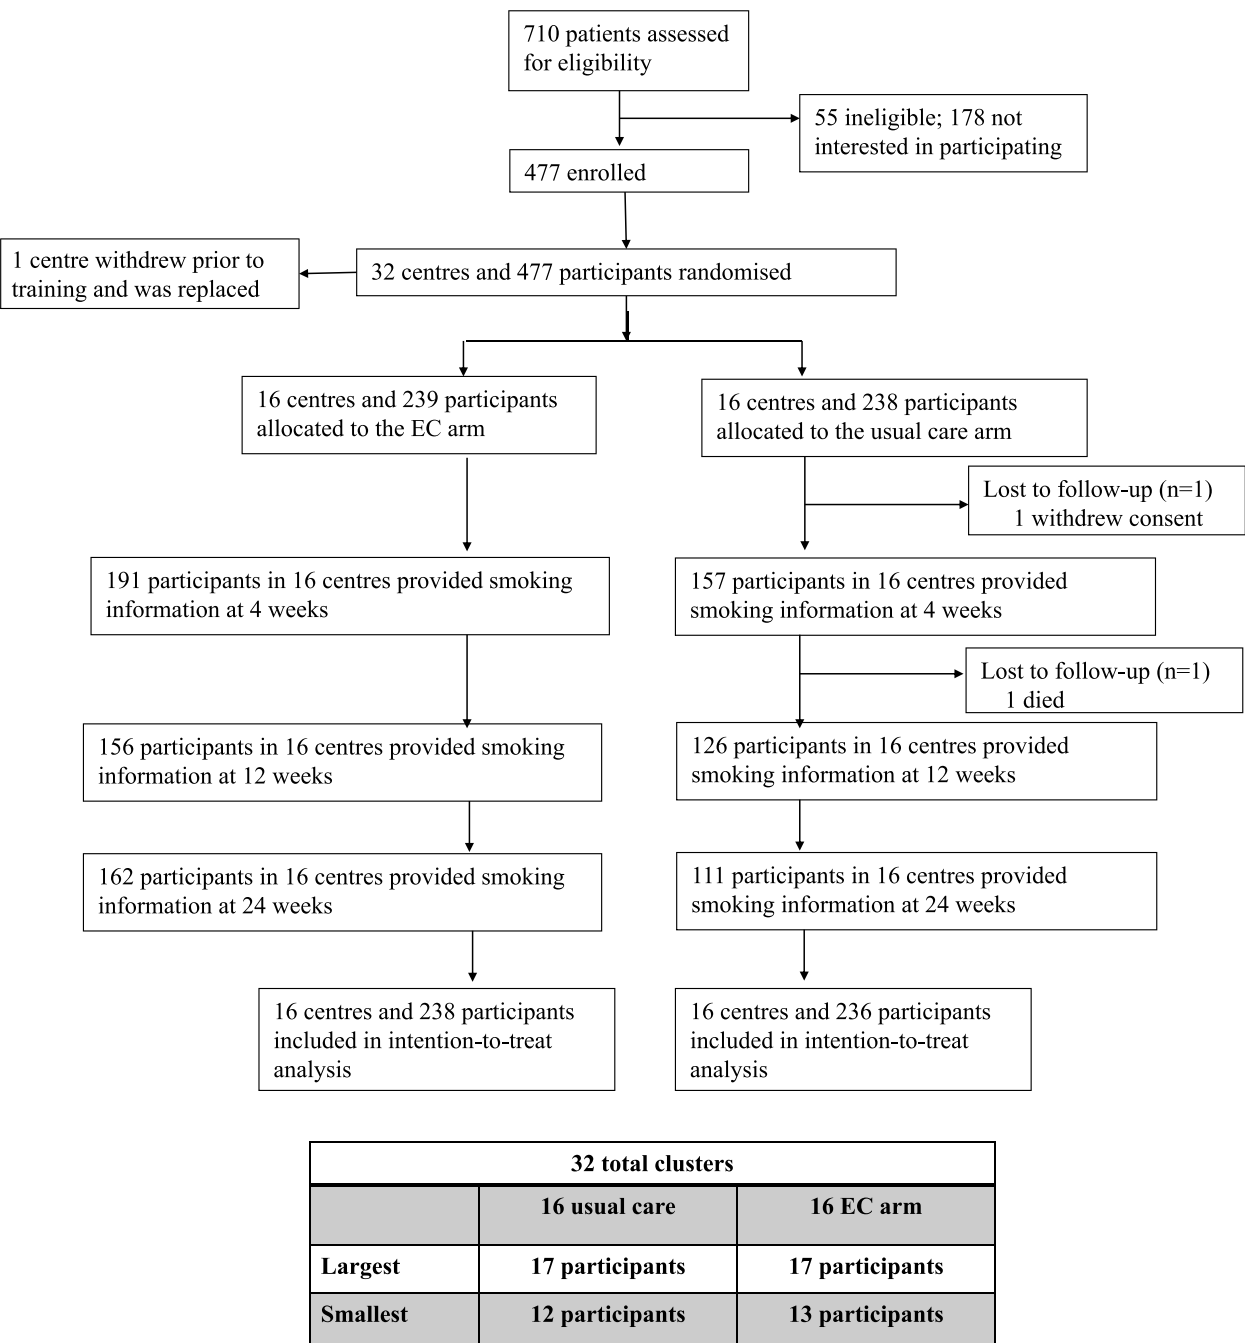 710 patients assessed
for eligibility
55 ineligible; 178 not
interested in participating
477 enrolled
1 centre withdrew prior to
training and was replaced
32 centres and 477 participants randomised
16 centres and 239 participants
allocated to the EC arm
16 centres and 238 participants
allocated to the usual care arm
Lost to follow-up (n=1)
1 withdrew consent
191 participants in 16 centres provided smoking
information at 4 weeks
157 participants in 16 centres provided
smoking information at 4 weeks
Lost to follow-up (n=1)
1 died
156 participants in 16 centres provided smoking
information at 12 weeks
126 participants in 16 centres provided
smoking information at 12 weeks
162 participants in 16 centres provided smoking
information at 24 weeks
111 participants in 16 centres provided
smoking information at 24 weeks
16 centres and 238 participants
included in intention-to-treat
analysis
16 centres and 236 participants
included in intention-to-treat
analysis
32 total clusters
16 usual care 16 EC arm
Largest 17 participants 17 participants
Smallest 12 participants 13 participants